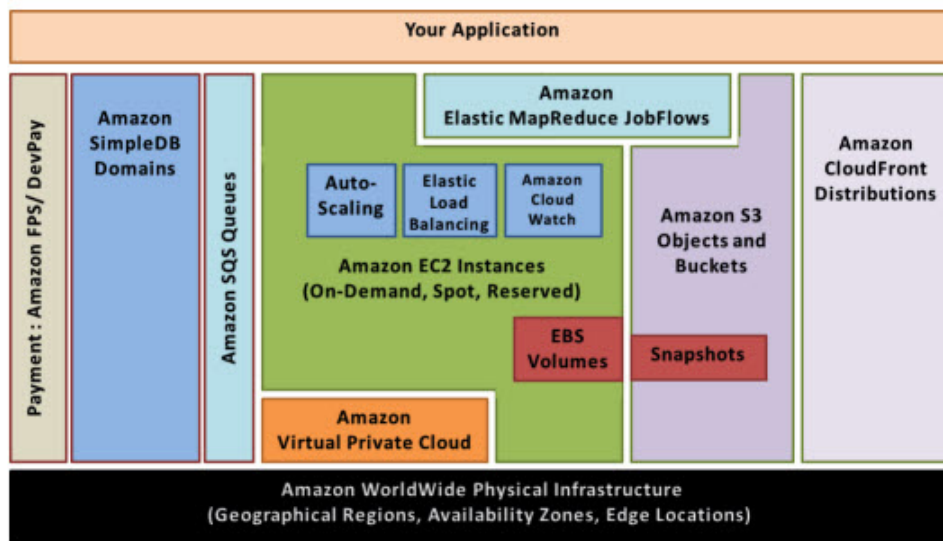 Your Application
Payment : Amazon FPS/ DevPay
Amazon
SimpleDB
Domains
Amazon SQS Queues
Amazon
Elastic MapReduce JobFlows
Auto-
Scaling
Elastic
Load
Balancing
Amazon
Cloud
Watch
Amazon EC2 Instances
(On-Demand, Spot, Reserved)
EBS
Volumes
Amazon
Virtual Private Cloud
Amazon S3
Objects and
Buckets
Snapshots
Amazon
CloudFront
Distributions
Amazon WorldWide Physical Infrastructure
(Geographical Regions, Availability Zones, Edge Locations)